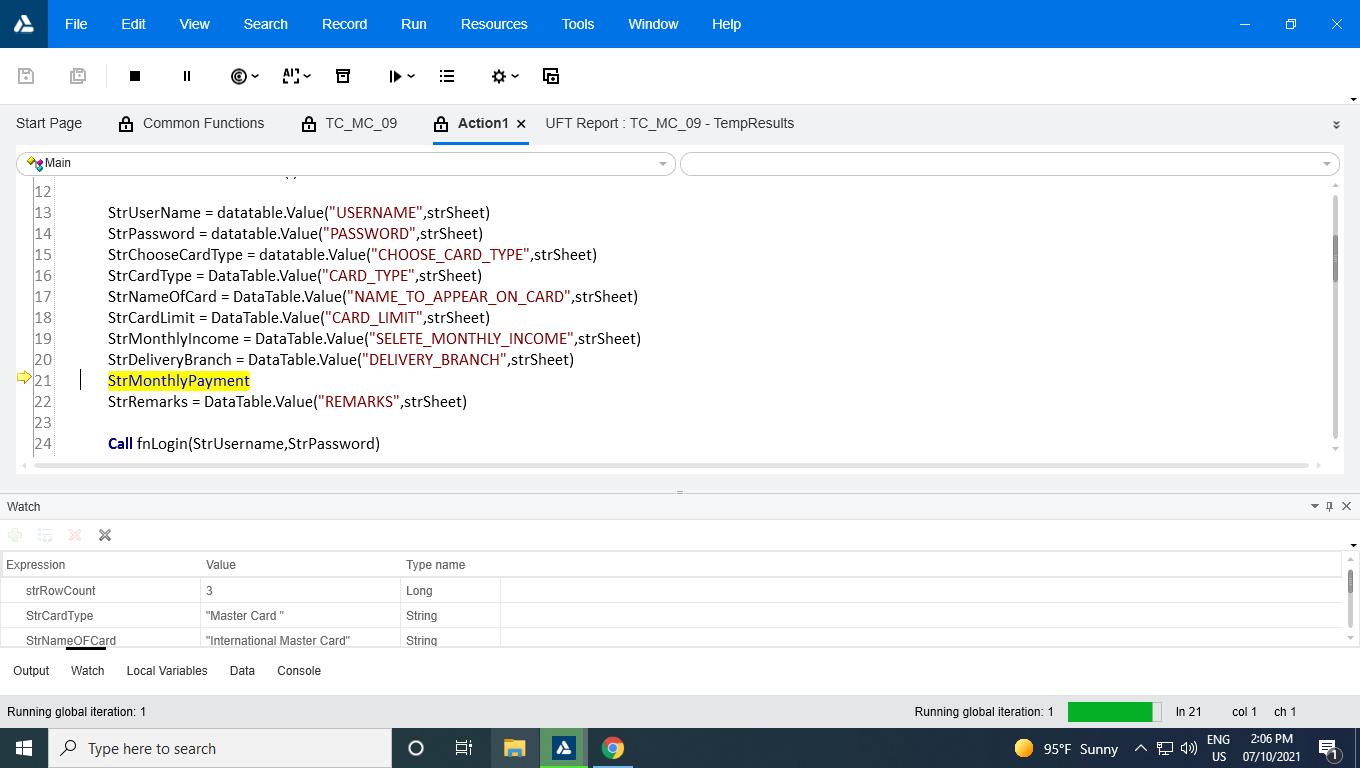 File Edit View Search Record Run Resources Tools Window Help
Start Page Common Functions TC_MC_09 Action1 UFT Report : TC_MC_09 - TempResults
Main
12
13 StrUserName = datatable.Value("USERNAME",strSheet)
14 StrPassword = datatable.Value("PASSWORD",strSheet)
15 StrChooseCardType = datatable.Value("CHOOSE_CARD_TYPE",strSheet)
16 StrCardType = DataTable.Value("CARD_TYPE",strSheet)
17 StrNameOfCard = DataTable.Value("NAME_TO_APPEAR_ON_CARD",strSheet)
18 StrCardLimit = DataTable.Value("CARD_LIMIT",strSheet)
19 StrMonthlyIncome = DataTable.Value("SELETE_MONTHLY_INCOME",strSheet)
20 StrDeliveryBranch = DataTable.Value("DELIVERY_BRANCH",strSheet)
21 StrMonthlyPayment
22 StrRemarks = DataTable.Value("REMARKS",strSheet)
23
24 Call fnLogin(StrUsername,StrPassword)
Watch
Expression Value Type name
strRowCount 3 Long
StrCardType "Master Card " String
StrNameOFCard "International Master Card" String
Output Watch Local Variables Data Console
Running global iteration: 1 Running global iteration: 1 ln 21 col 1 ch 1
Type here to search 95°F Sunny ENG US 2:06 PM 07/10/2021 1